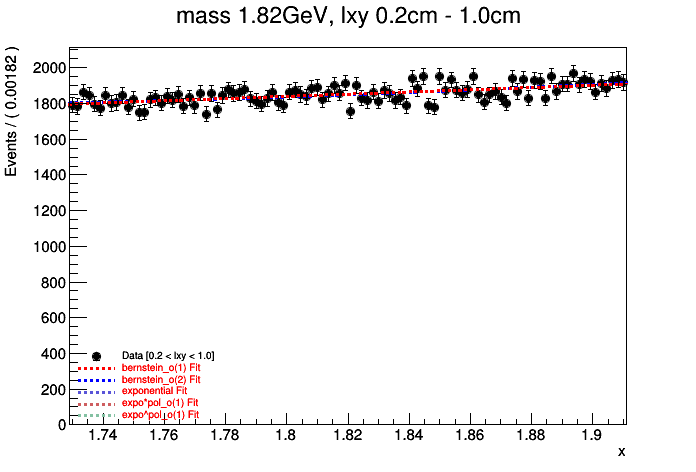 mass 1.82GeV, lxy 0.2cm - 1.0cm
Events / ( 0.00182 )
2000
1800
1600
1400
1200
1000
800
600
400
200
0
Data [0.2 < lxy < 1.0]
bernstein_o(1) Fit
bernstein_o(2) Fit
exponential Fit
expo*pol_o(1) Fit
expo^pol_o(1) Fit
1.74 1.76 1.78 1.8 1.82 1.84 1.86 1.88 1.9
x